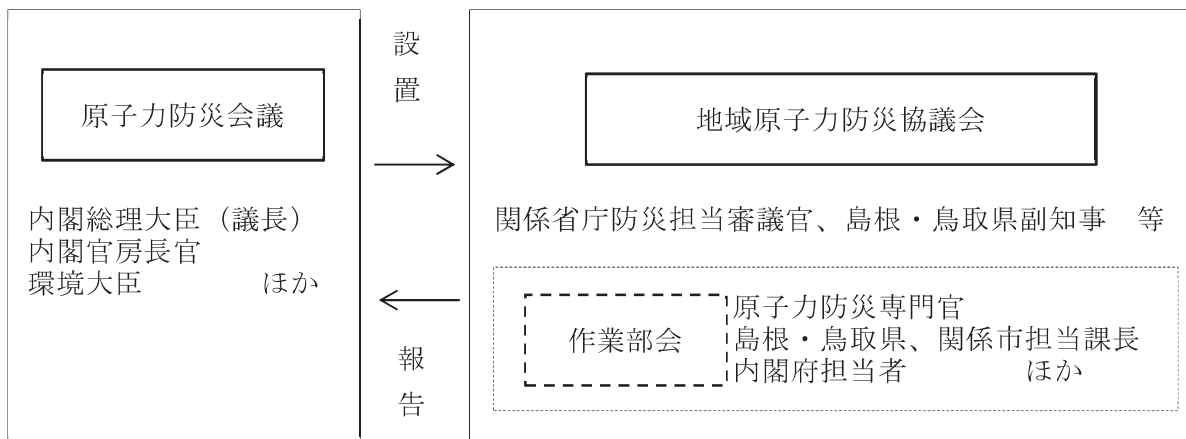 原子力防災会議
内閣総理大臣（議長）
内閣官房長官
環境大臣　ほか
設置
報告
地域原子力防災協議会
関係省庁防災担当審議官、島根・鳥取県副知事　等
作業部会
原子力防災専門官
島根・鳥取県、関係市担当課長
内閣府担当者　ほか